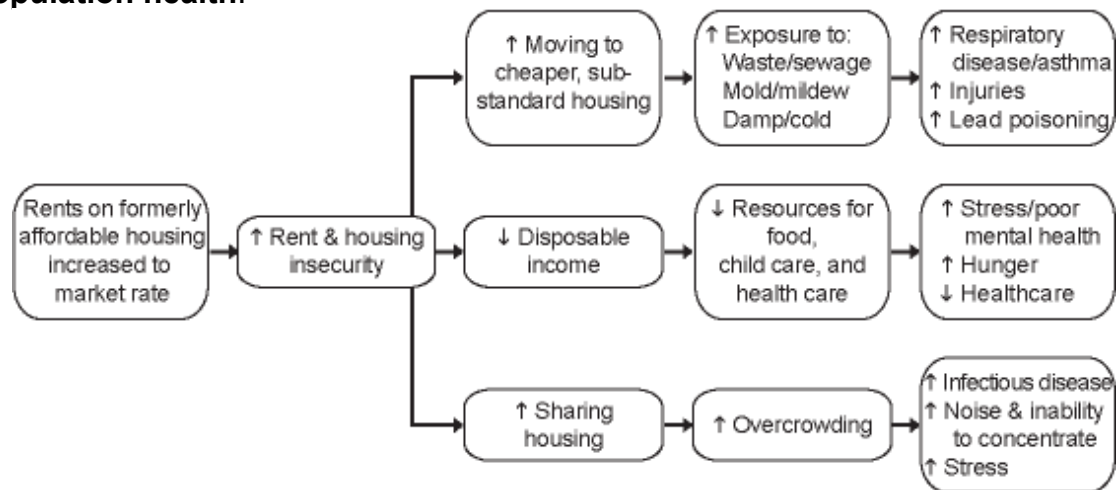 opulation health.
Rents on formerly
affordable housing
increased to
market rate
↑ Rent & housing
insecurity
↑ Moving to
cheaper, sub-
standard housing
↑ Exposure to:
Waste/sewage
Mold/mildew
Damp/cold
↑ Respiratory
disease/asthma
↑ Injuries
↑ Lead poisoning
↓ Disposable
income
↓ Resources for
food,
child care, and
health care
↑ Stress/poor
mental health
↑ Hunger
↓ Healthcare
↑ Sharing
housing
↑ Overcrowding
↑ Infectious disease
↑ Noise & inability
to concentrate
↑ Stress